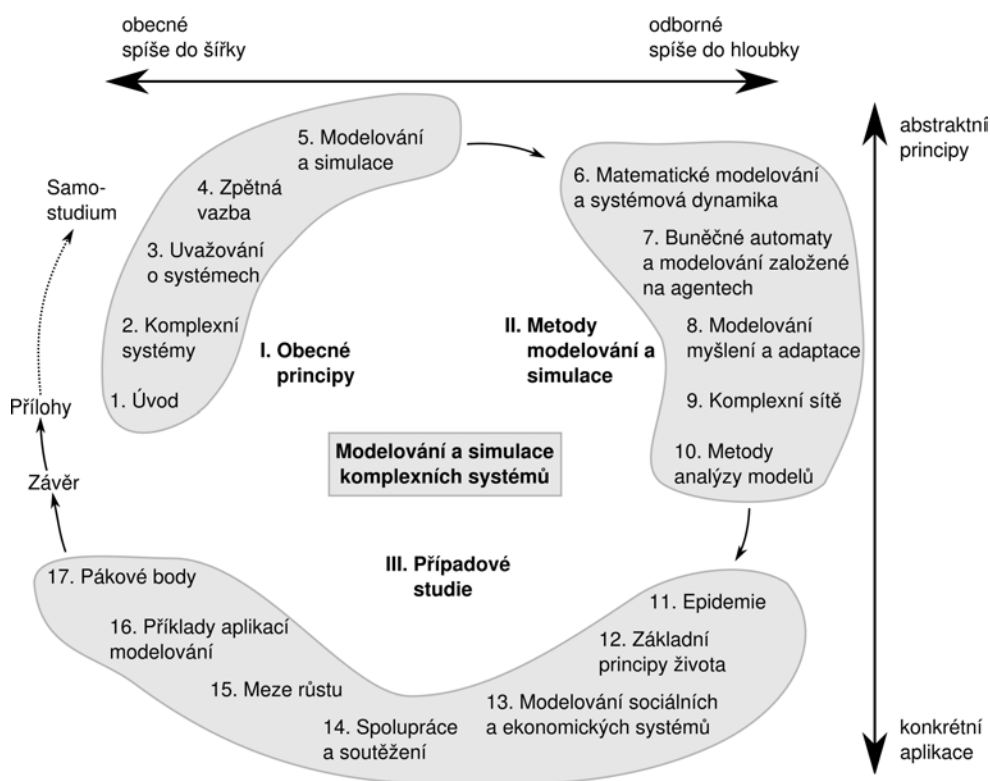 obecné
spíše do šířky
odborné
spíše do hloubky
abstraktní
principy
5. Modelování
a simulace
4. Zpětná
vazba
3. Uvažování
o systémech
2. Komplexní
systémy
1. Úvod
I. Obecné
principy
6. Matematické modelování
a systémová dynamika
7. Buněčné automaty
a modelování založené
na agentech
8. Modelování
myšlení a adaptace
9. Komplexní sítě
10. Metody
analýzy modelů
II. Metody
modelování a
simulace
Modelování a simulace
komplexních systémů
III. Případové
studie
11. Epidemie
12. Základní
principy života
13. Modelování sociálních
a ekonomických systémů
14. Spolupráce
a soutěžení
15. Meze růstu
16. Příklady aplikací
modelování
17. Pákové body
Závěr
Přílohy
Samo-
studium
konkrétní
aplikace